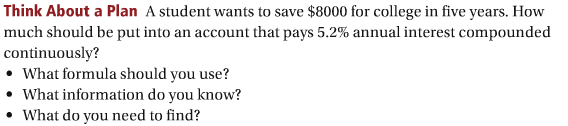 Think About a Plan A student wants to save $8000 for college in five years. How
much should be put into an account that pays 5.2% annual interest compounded
continuously?
• What formula should you use?
• What information do you know?
• What do you need to find?